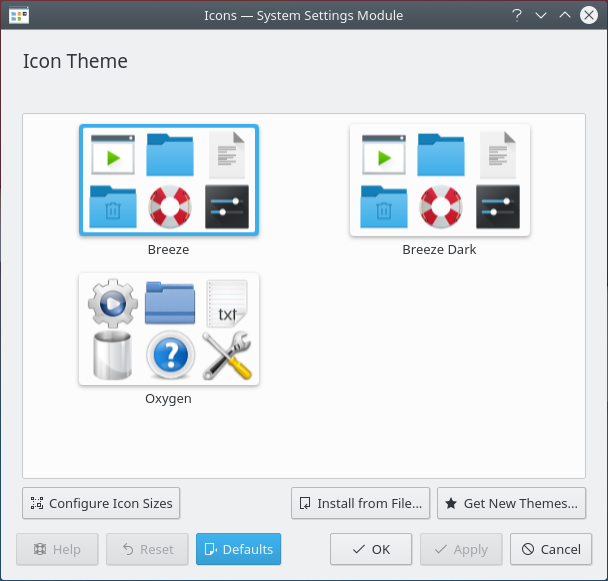 Icons — System Settings Module
Icon Theme
Breeze
Breeze Dark
txt
Oxygen
Configure Icon Sizes
Install from File...
Get New Themes...
Help
Reset
Defaults
OK
Apply
Cancel